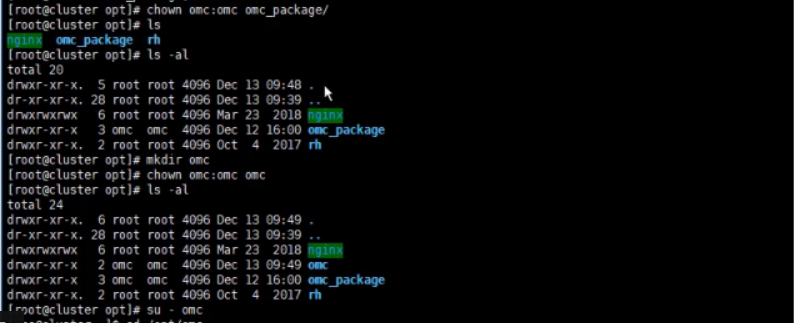 [root@cluster opt]# chown omc:omc omc_package/
[root@cluster opt]# ls
nginx  omc_package  rh
[root@cluster opt]# ls -al
total 20
drwxr-xr-x.  5 root root 4096 Dec 13 09:48 .
dr-xr-xr-x. 28 root root 4096 Dec 13 09:39 ..
drwxrwxrwx   6 root root 4096 Mar 23  2018 nginx
drwxr-xr-x   3 omc  omc  4096 Dec 12 16:00 omc_package
drwxr-xr-x.  2 root root 4096 Oct  4  2017 rh
[root@cluster opt]# mkdir omc
[root@cluster opt]# chown omc:omc omc
[root@cluster opt]# ls -al
total 24
drwxr-xr-x.  6 root root 4096 Dec 13 09:49 .
dr-xr-xr-x. 28 root root 4096 Dec 13 09:39 ..
drwxrwxrwx   6 root root 4096 Mar 23  2018 nginx
drwxr-xr-x   2 omc  omc  4096 Dec 13 09:49 omc
drwxr-xr-x   3 omc  omc  4096 Dec 12 16:00 omc_package
drwxr-xr-x.  2 root root 4096 Oct  4  2017 rh
[root@cluster opt]# su - omc